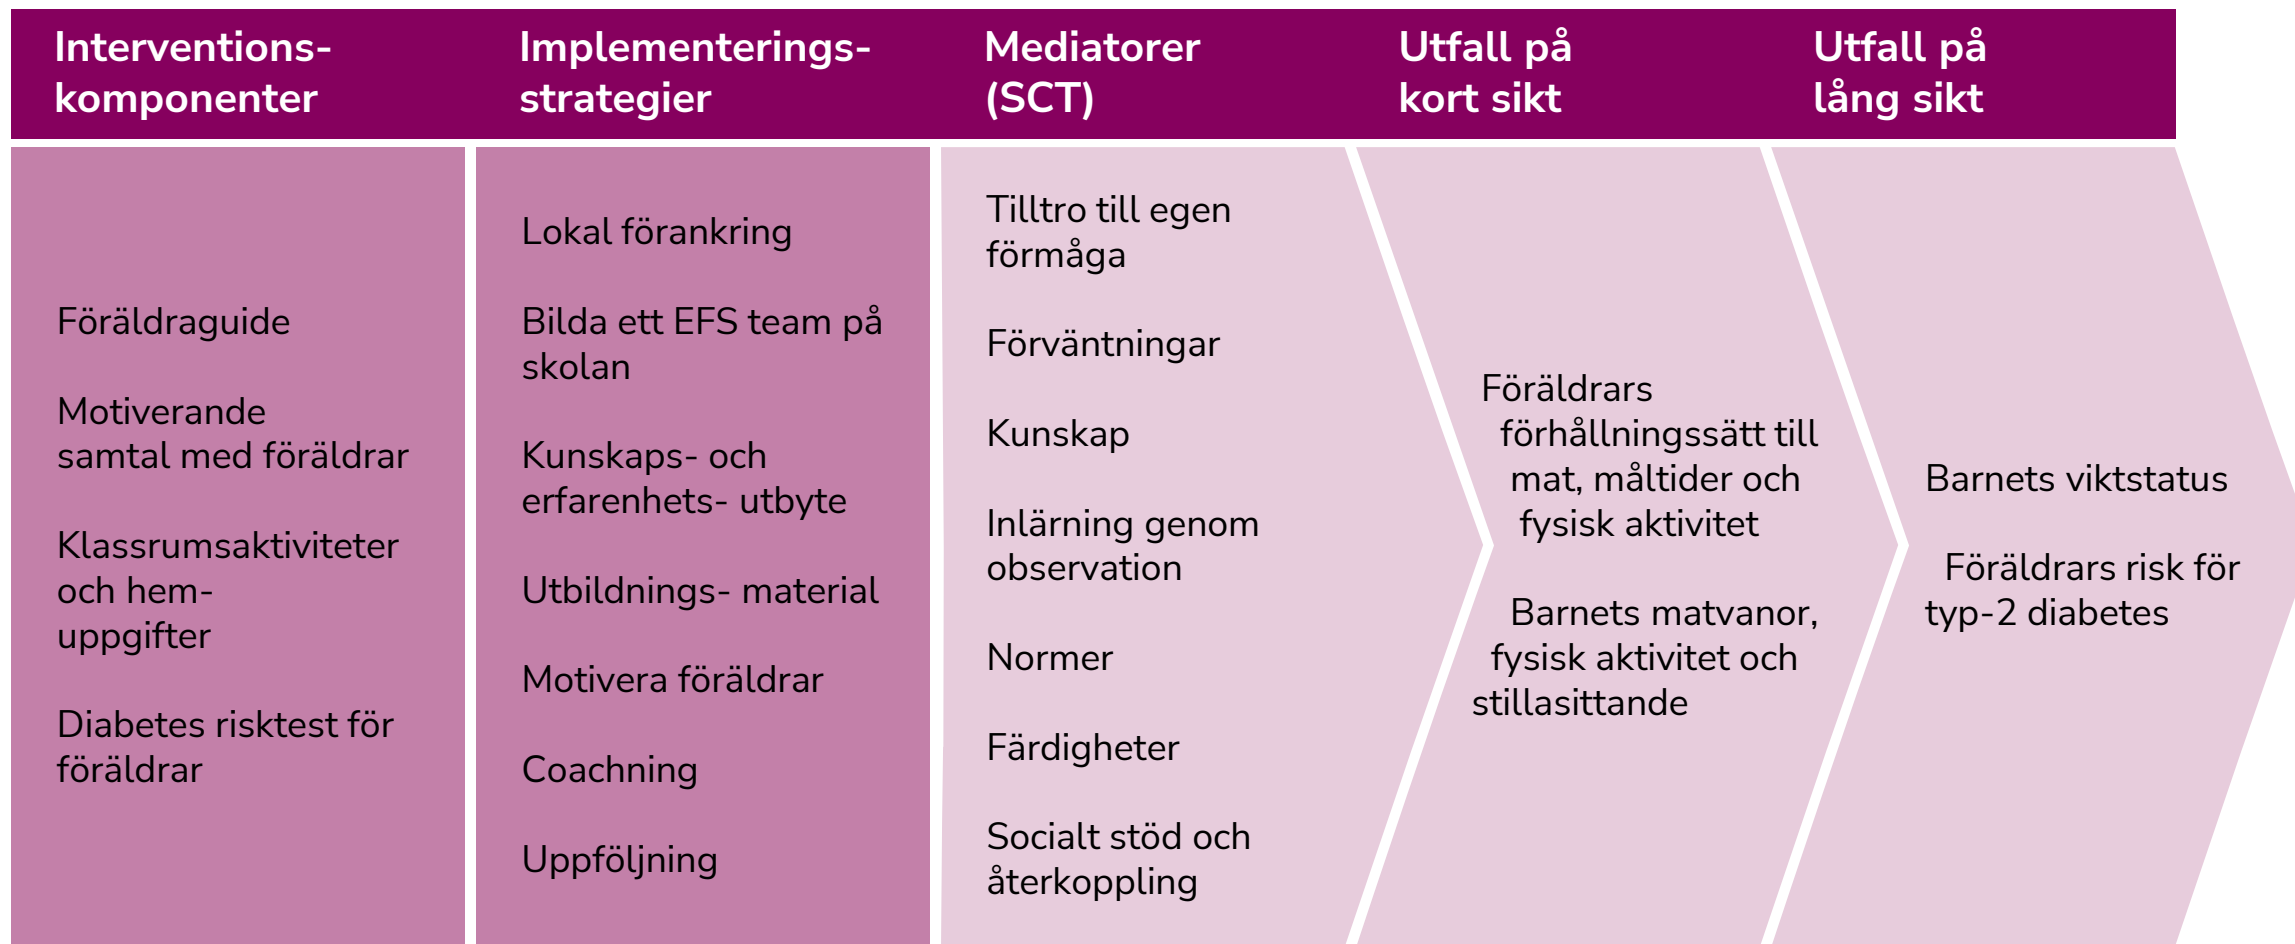 Interventions-
komponenter
Implementerings-
strategier
Mediatorer
(SCT)
Utfall på
kort sikt
Utfall på
lång sikt
Föräldraguide
Motiverande
samtal med föräldrar
Klassrumsaktiviteter
och hem-
uppgifter
Diabetes risktest för
föräldrar
Lokal förankring
Bilda ett EFS team på
skolan
Kunskaps- och
erfarenhets- utbyte
Utbildnings- material
Motivera föräldrar
Coachning
Uppföljning
Tilltro till egen
förmåga
Förväntningar
Kunskap
Inlärning genom
observation
Normer
Färdigheter
Socialt stöd och
återkoppling
Föräldrars
förhållningssätt till
mat, måltider och
fysisk aktivitet
Barnets matvanor,
fysisk aktivitet och
stillasittande
Barnets viktstatus
Föräldrars risk för
typ-2 diabetes